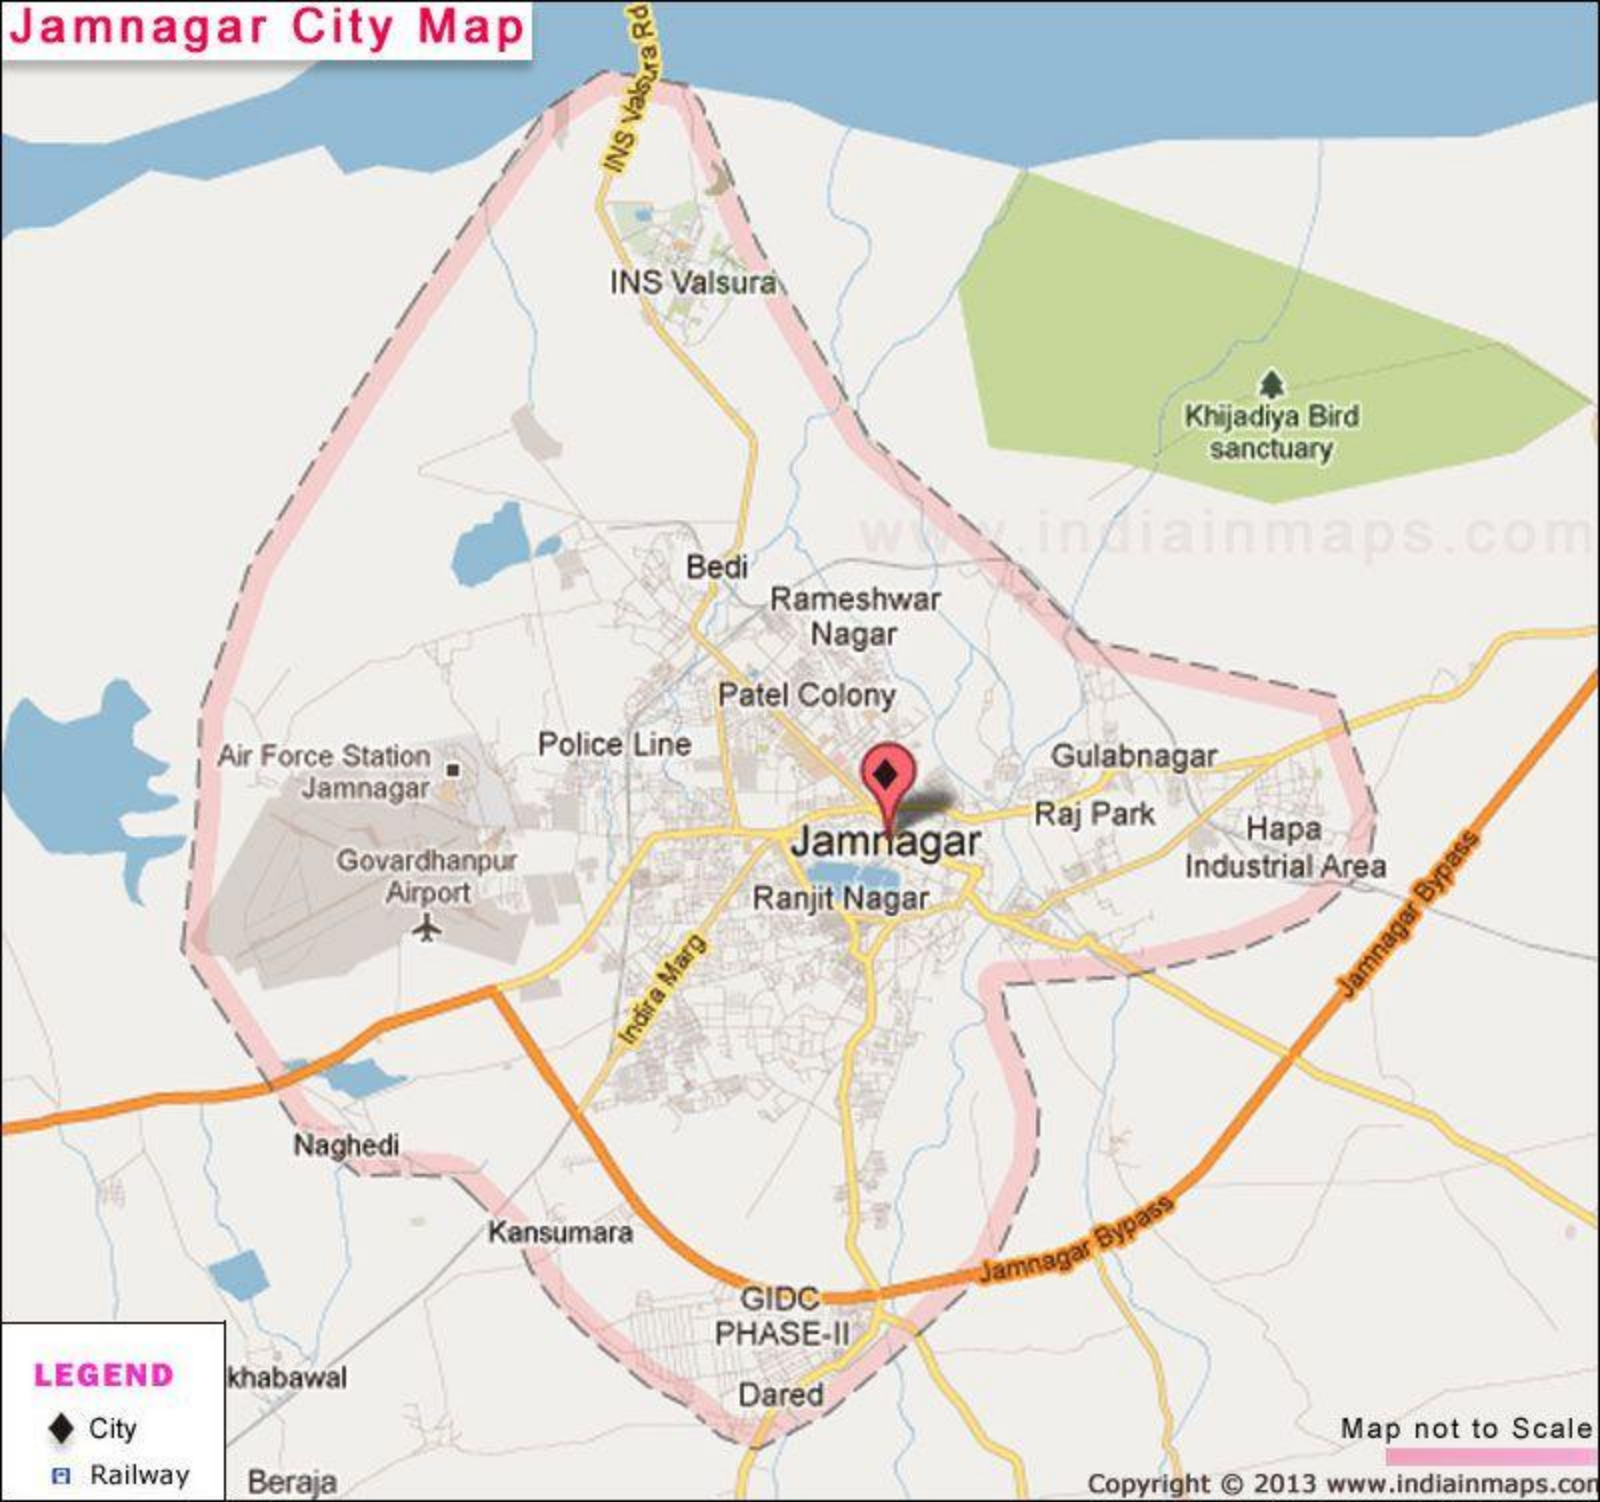 Jamnagar City Map
INS Valsura Rd
INS Valsura
Khijadiya Bird
sanctuary
www.indiainmaps.com
Bedi
Rameshwar
Nagar
Patel Colony
Police Line
Air Force Station
Jamnagar
Gulabnagar
Raj Park
Hapa
Industrial Area
Jamnagar
Govardhanpur
Airport
Ranjit Nagar
Indira Marg
Jamnagar Bypass
Naghedi
Kansumara
Jamnagar Bypass
GIDC
PHASE-II
Dared
LEGEND
City
Railway
khabawal
Beraja
Map not to Scale
Copyright © 2013 www.indiainmaps.com